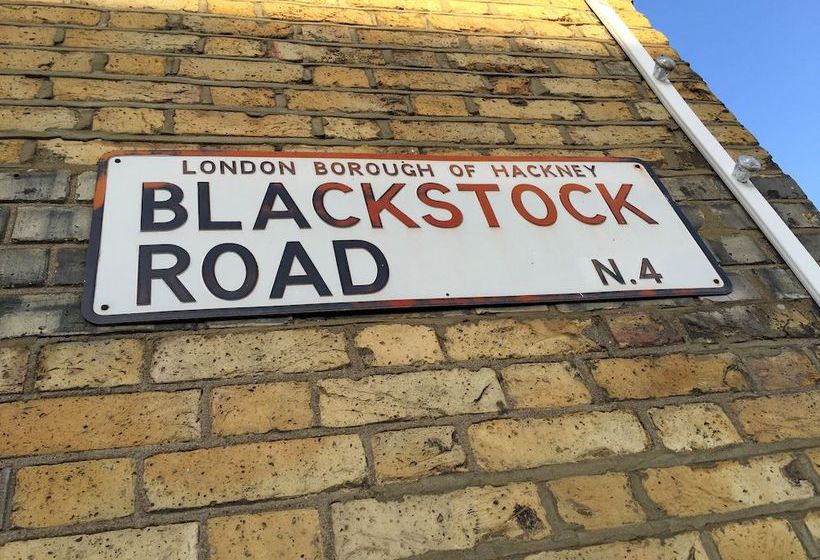 LONDON BOROUGH OF HACKNEY
BLACKSTOCK
ROAD N.4